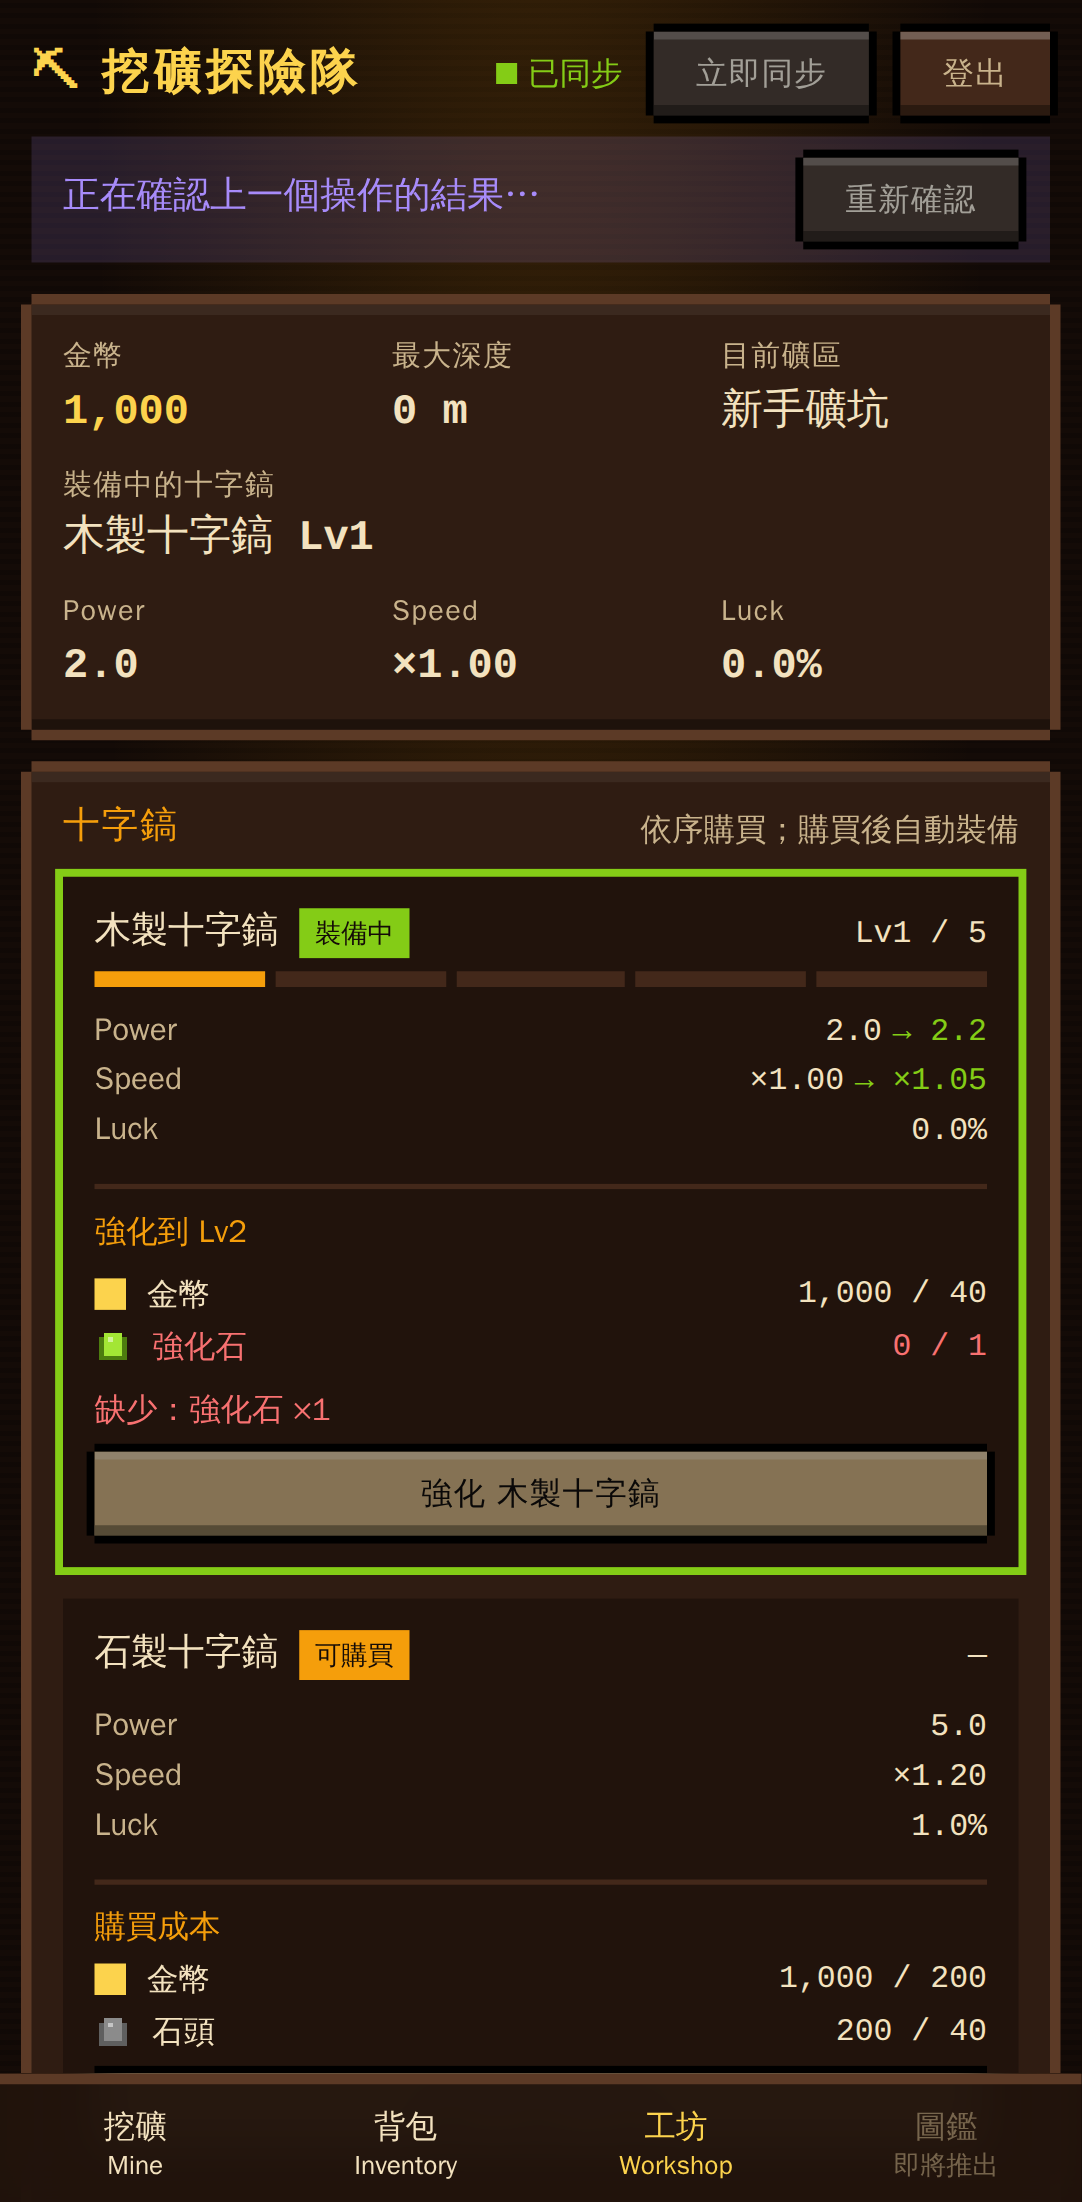 ⛏ 挖礦探險隊
已同步
立即同步
登出
正在確認上一個操作的結果⋯
重新確認
金幣
最大深度
目前礦區
1,000
0 m
新手礦坑
裝備中的十字鎬
木製十字鎬 Lv1
Power
Speed
Luck
2.0
×1.00
0.0%
十字鎬
依序購買；購買後自動裝備
木製十字鎬 裝備中 Lv1 / 5
Power 2.0 → 2.2
Speed ×1.00 → ×1.05
Luck 0.0%
強化到 Lv2
金幣 1,000 / 40
強化石 0 / 1
缺少：強化石 ×1
強化 木製十字鎬
石製十字鎬 可購買 —
Power 5.0
Speed ×1.20
Luck 1.0%
購買成本
金幣 1,000 / 200
石頭 200 / 40
挖礦
Mine
背包
Inventory
工坊
Workshop
圖鑑
即將推出